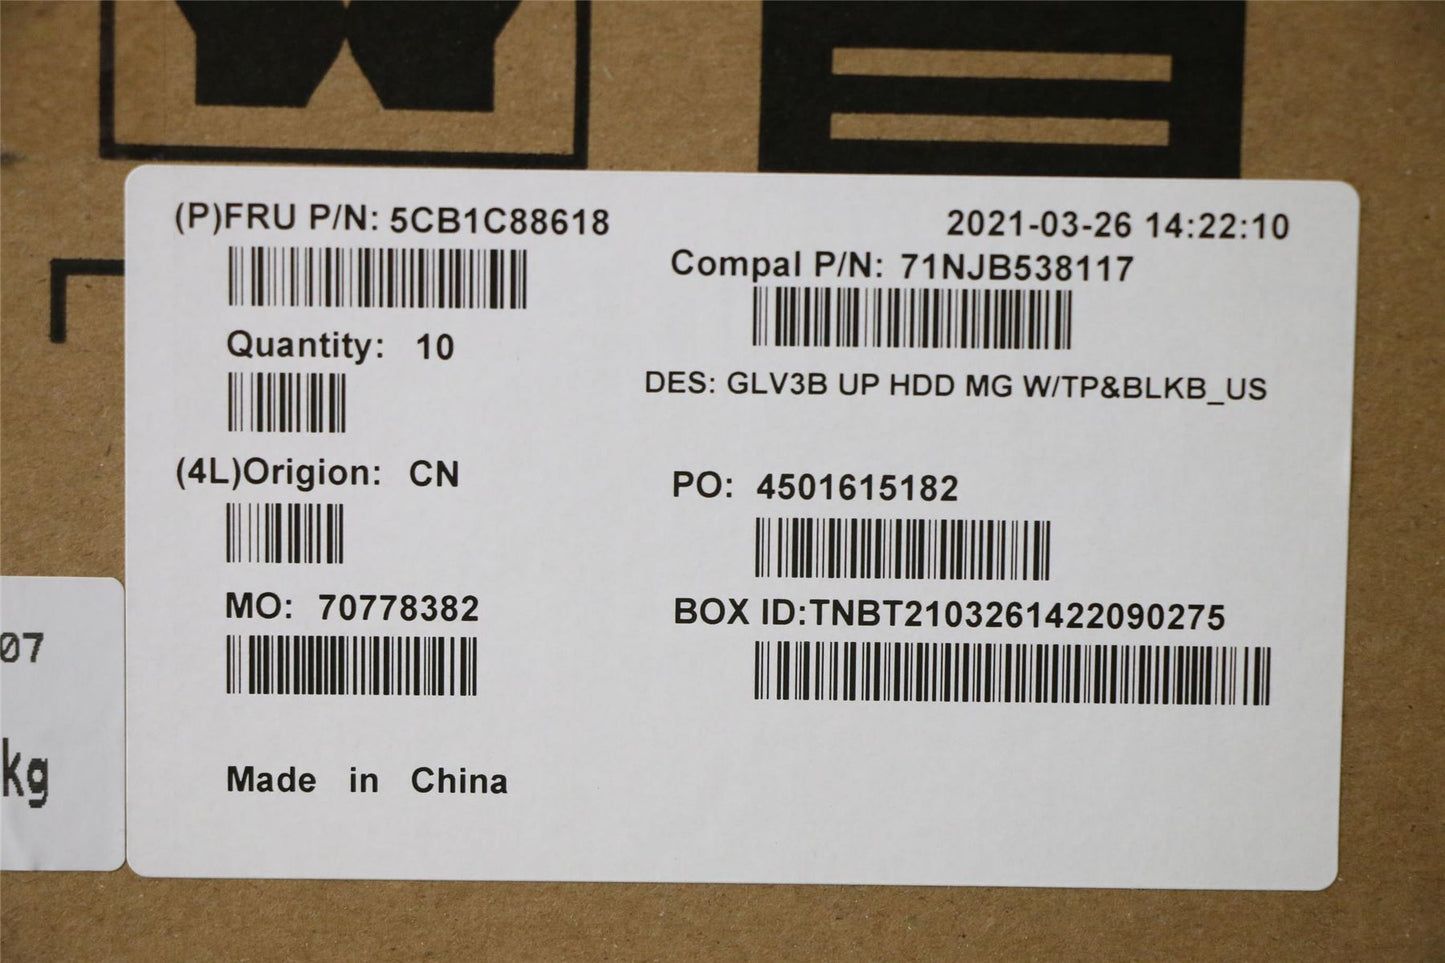 (P)FRU P/N: 5CB1C88618
2021-03-26 14:22:10
Compal P/N: 71NJB538117
Quantity: 10
DES: GLV3B UP HDD MG W/TP&BLKB_US
(4L)Origion: CN
PO: 4501615182
MO: 70778382
BOX ID:TNBT2103261422090275
Made in China
07
kg